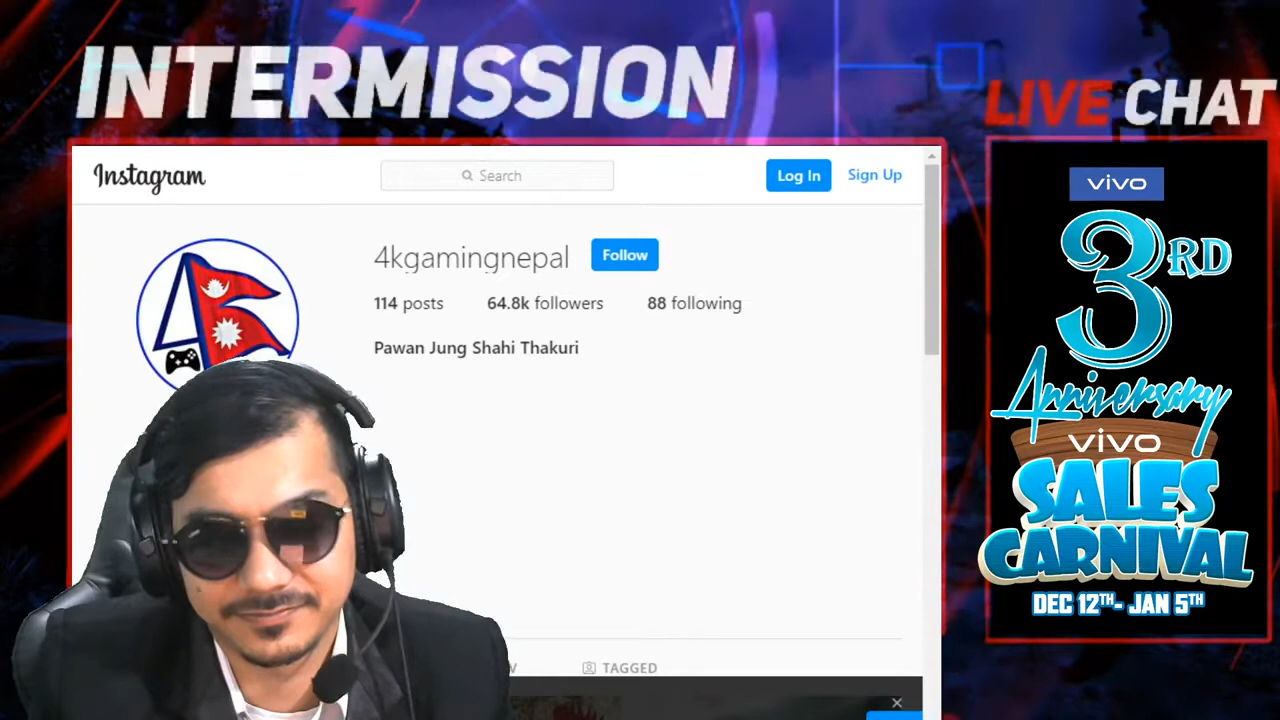 INTERMISSION
LIVE CHAT
Instagram
Search
Log In
Sign Up
4kgamingnepal
Follow
114 posts
64.8k followers
88 following
Pawan Jung Shahi Thakuri
TAGGED
vivo
3RD
Anniversary
vivo
SALES
CARNIVAL
DEC 12TH- JAN 5TH